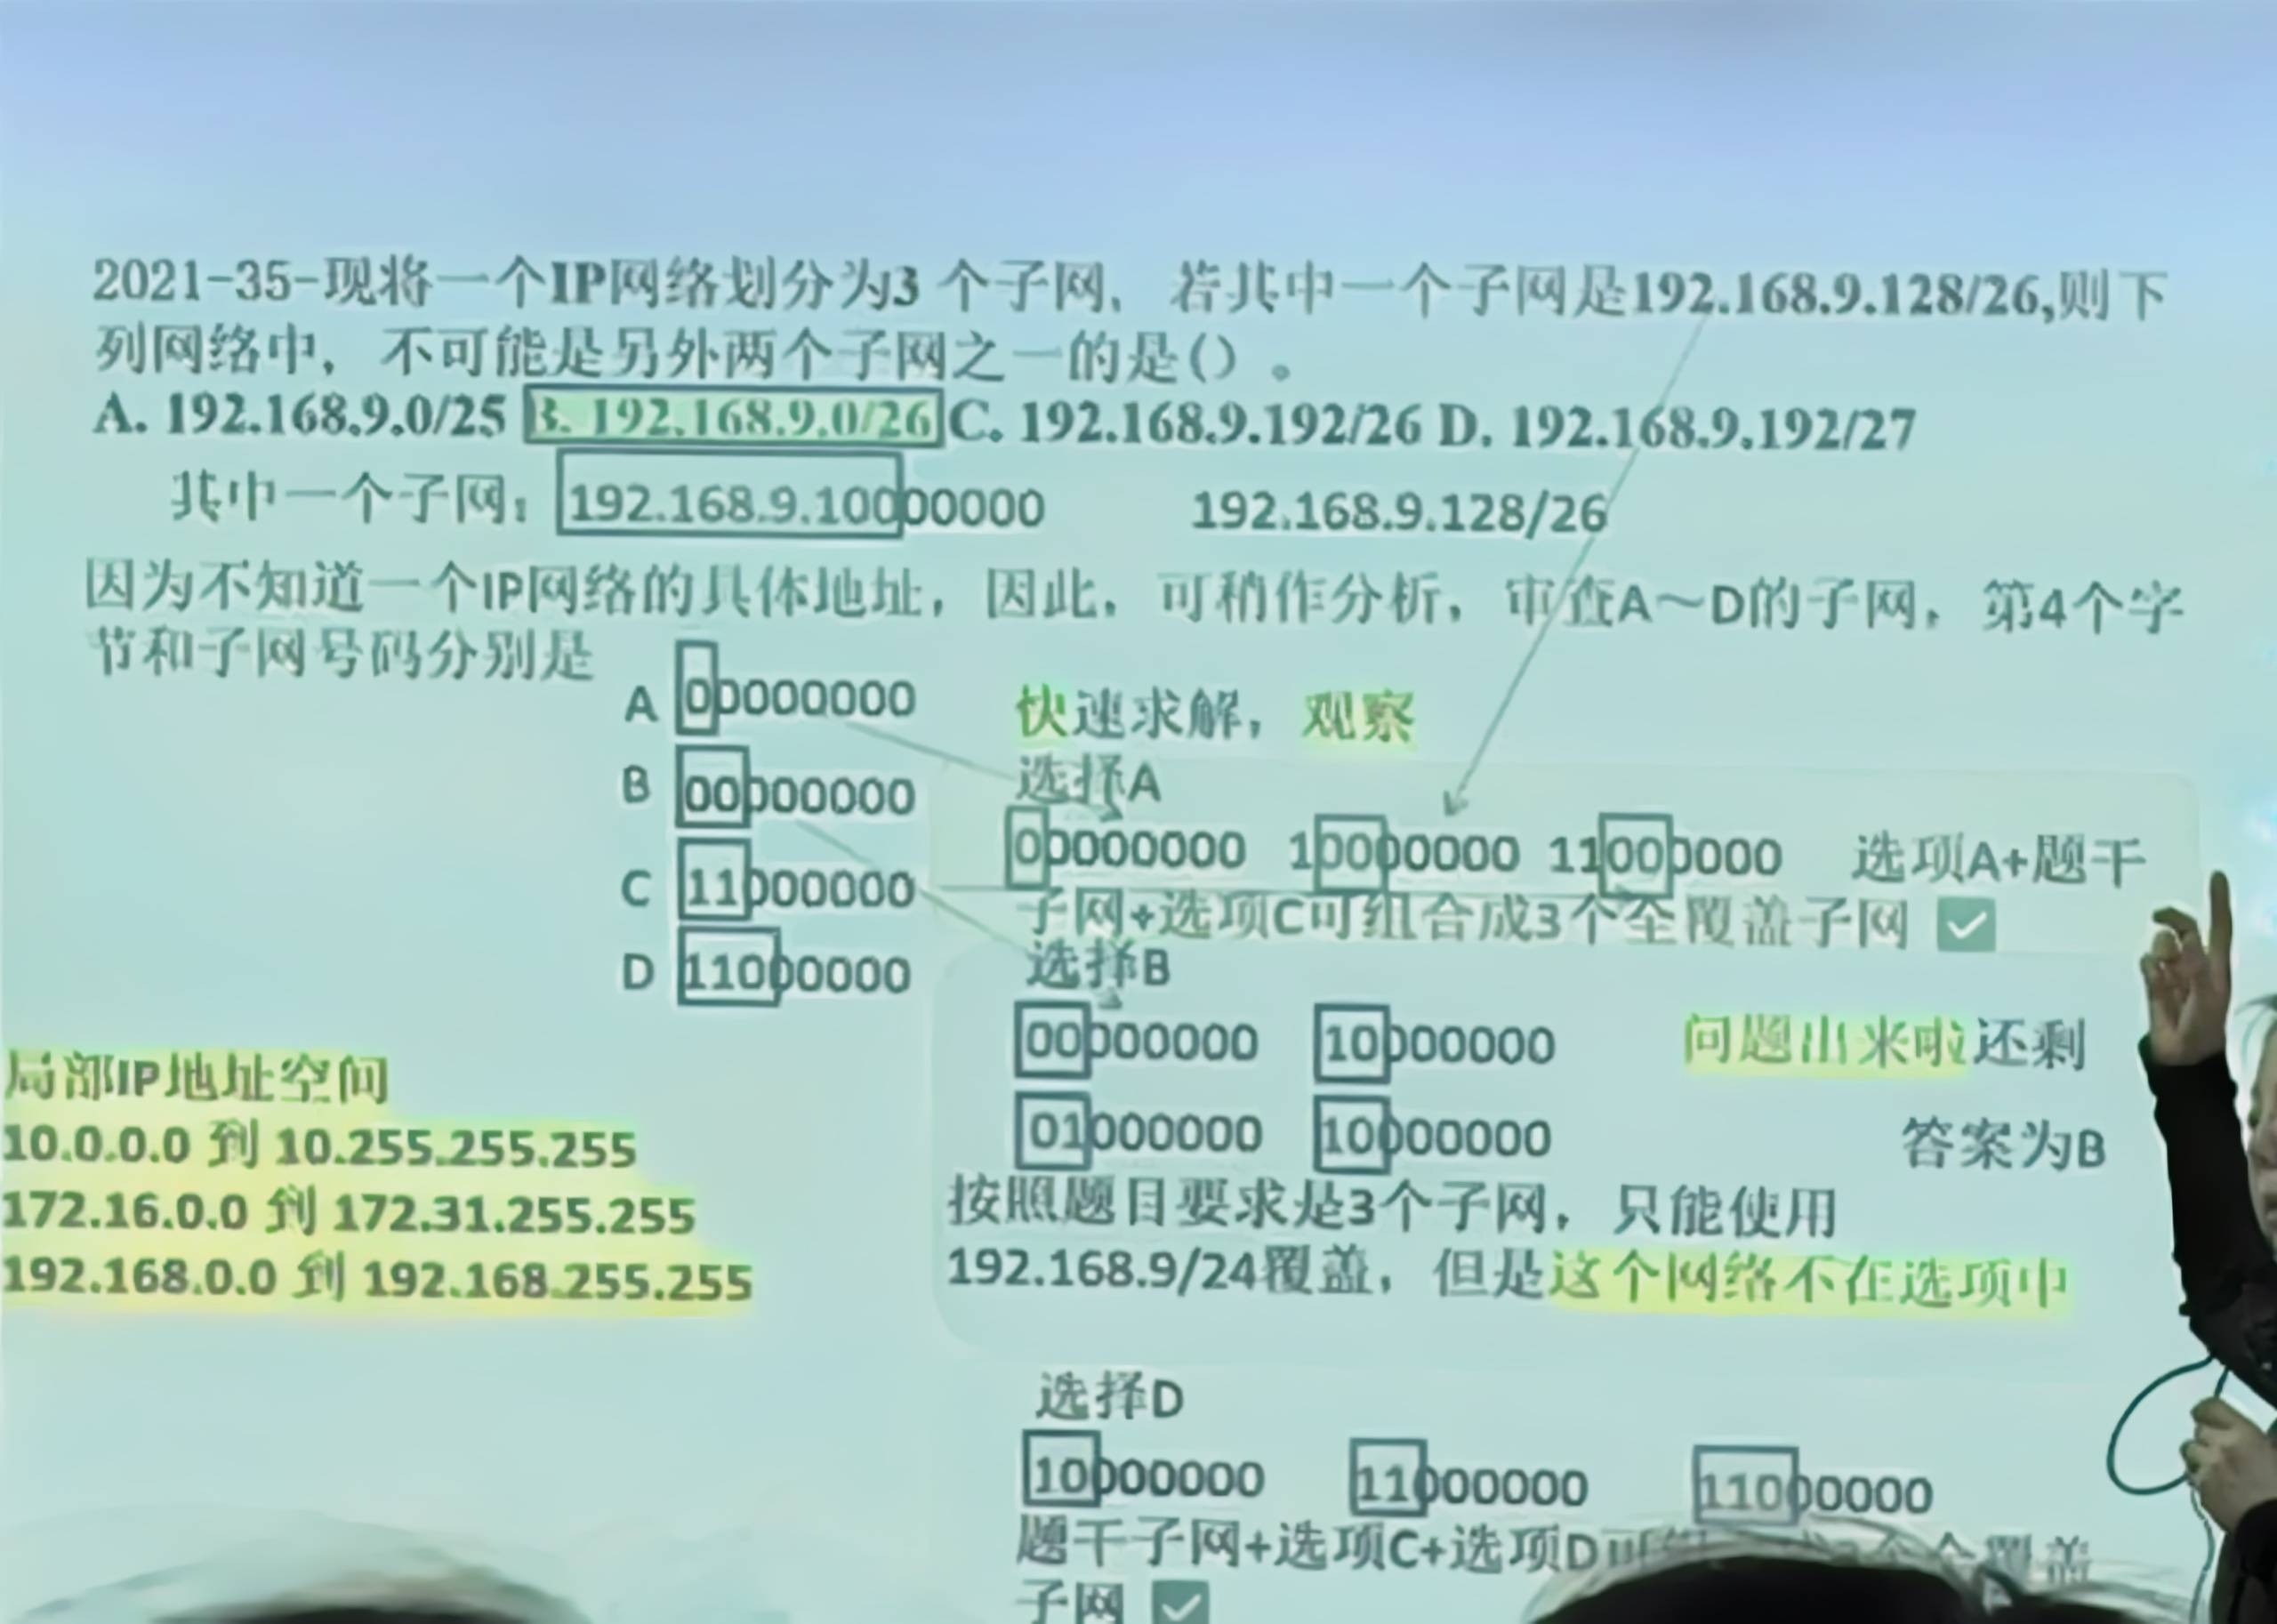 2021-35-现将一个IP网络划分为3 个子网，若其中一个子网是192.168.9.128/26,则下
列网络中，不可能是另外两个子网之一的是()。
A. 192.168.9.0/25 B. 192.168.9.0/26 C. 192.168.9.192/26 D. 192.168.9.192/27
其中一个子网： 192.168.9.10000000 192.168.9.128/26
因为不知道一个IP网络的具体地址，因此，可稍作分析，审查A～D的子网，第4个字
节和子网号码分别是
A 00000000
B 00000000
C 11000000
D 11000000
快速求解，观察
选择A
00000000 10000000 11000000 选项A+题干
子网+选项C可组合成3个全覆盖子网
选择B
00000000 10000000 问题出来啦还剩
01000000 10000000 答案为B
按照题目要求是3个子网，只能使用
192.168.9/24覆盖，但是这个网络不在选项中
局部IP地址空间
10.0.0.0 到 10.255.255.255
172.16.0.0 到 172.31.255.255
192.168.0.0 到 192.168.255.255
选择D
10000000 11000000 11000000
题干子网+选项C+选项D可 个全覆盖
子网